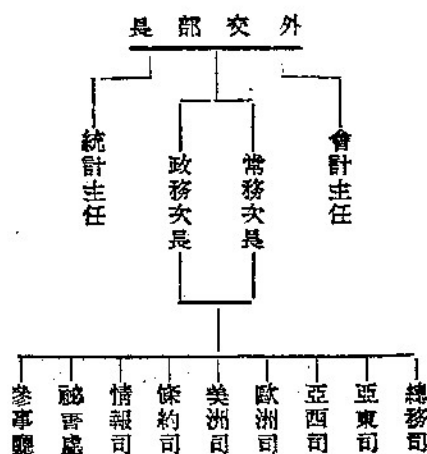 外交部長
會計主任
常務次長
政務次長
統計主任
總務司
亞東司
亞西司
歐洲司
美洲司
條約司
情報司
祕書處
參事廳